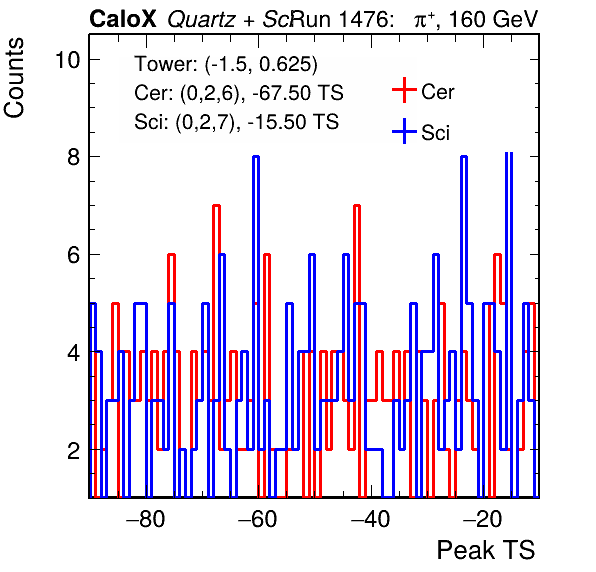 CaloX Quartz + ScRun 1476: π⁺, 160 GeV
Counts
Tower: (-1.5, 0.625)
Cer: (0,2,6), -67.50 TS
Sci: (0,2,7), -15.50 TS
Cer
Sci
10
8
6
4
2
−80 −60 −40 −20
Peak TS